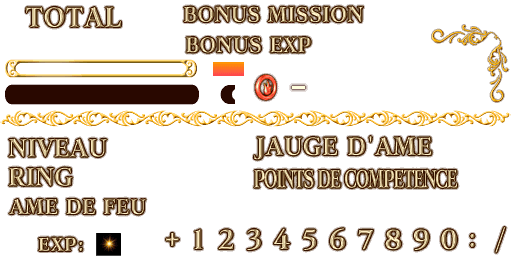 TOTAL
BONUS MISSION
BONUS EXP
NIVEAU
JAUGE D'AME
RING
POINTS DE COMPETENCE
AME DE FEU
EXP:
+ 1 2 3 4 5 6 7 8 9 0 : /